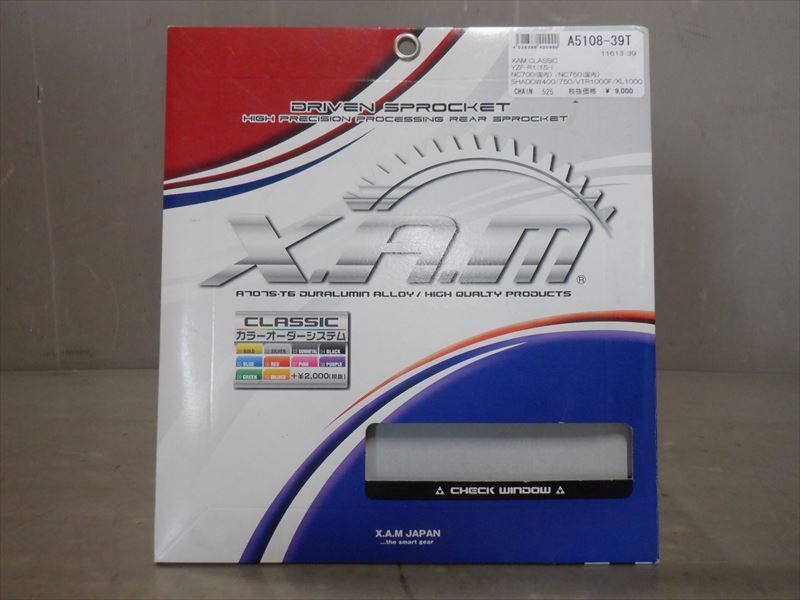 A5108-39T
11613-39
XAM CLASSIC
YZF-R1(15-)
NC700(国内) /NC750(国内)
SHADOW400/750/VTR1000F/XL1000
CHAIN 525 税抜価格 ¥ 9,000
DRIVEN SPROCKET
HIGH PRECISION PROCESSING REAR SPROCKET
X.A.M®
A7075-T6 DURALUMIN ALLOY / HIGH QUALTY PRODUCTS
CLASSIC
カラーオーダーシステム
GOLD SILVER GUNMETAL BLACK
BLUE RED PINK PURPLE
GREEN ORANGE +¥2,000(税抜)
CHECK WINDOW
X.A.M JAPAN
...the smart gear